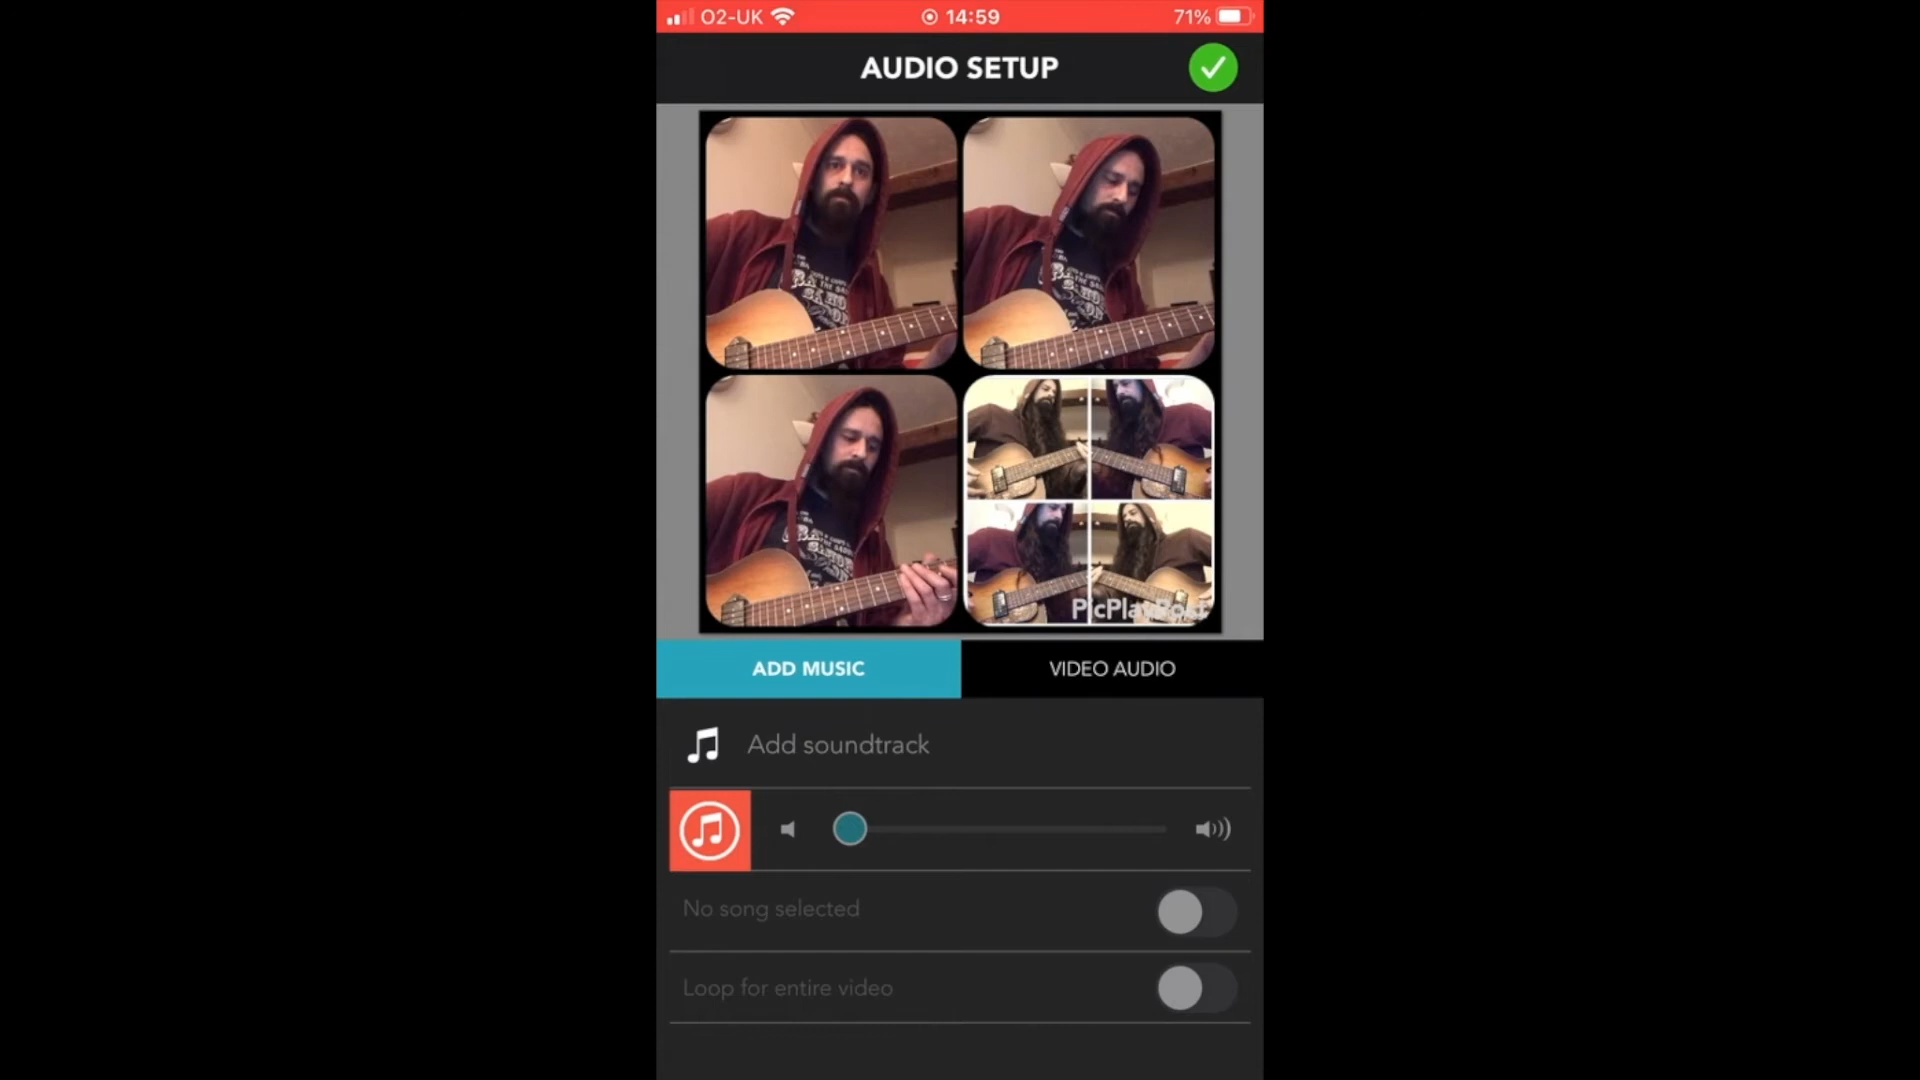 O2-UK
14:59
71%
AUDIO SETUP
PicPlayPost
ADD MUSIC
VIDEO AUDIO
Add soundtrack
No song selected
Loop for entire video